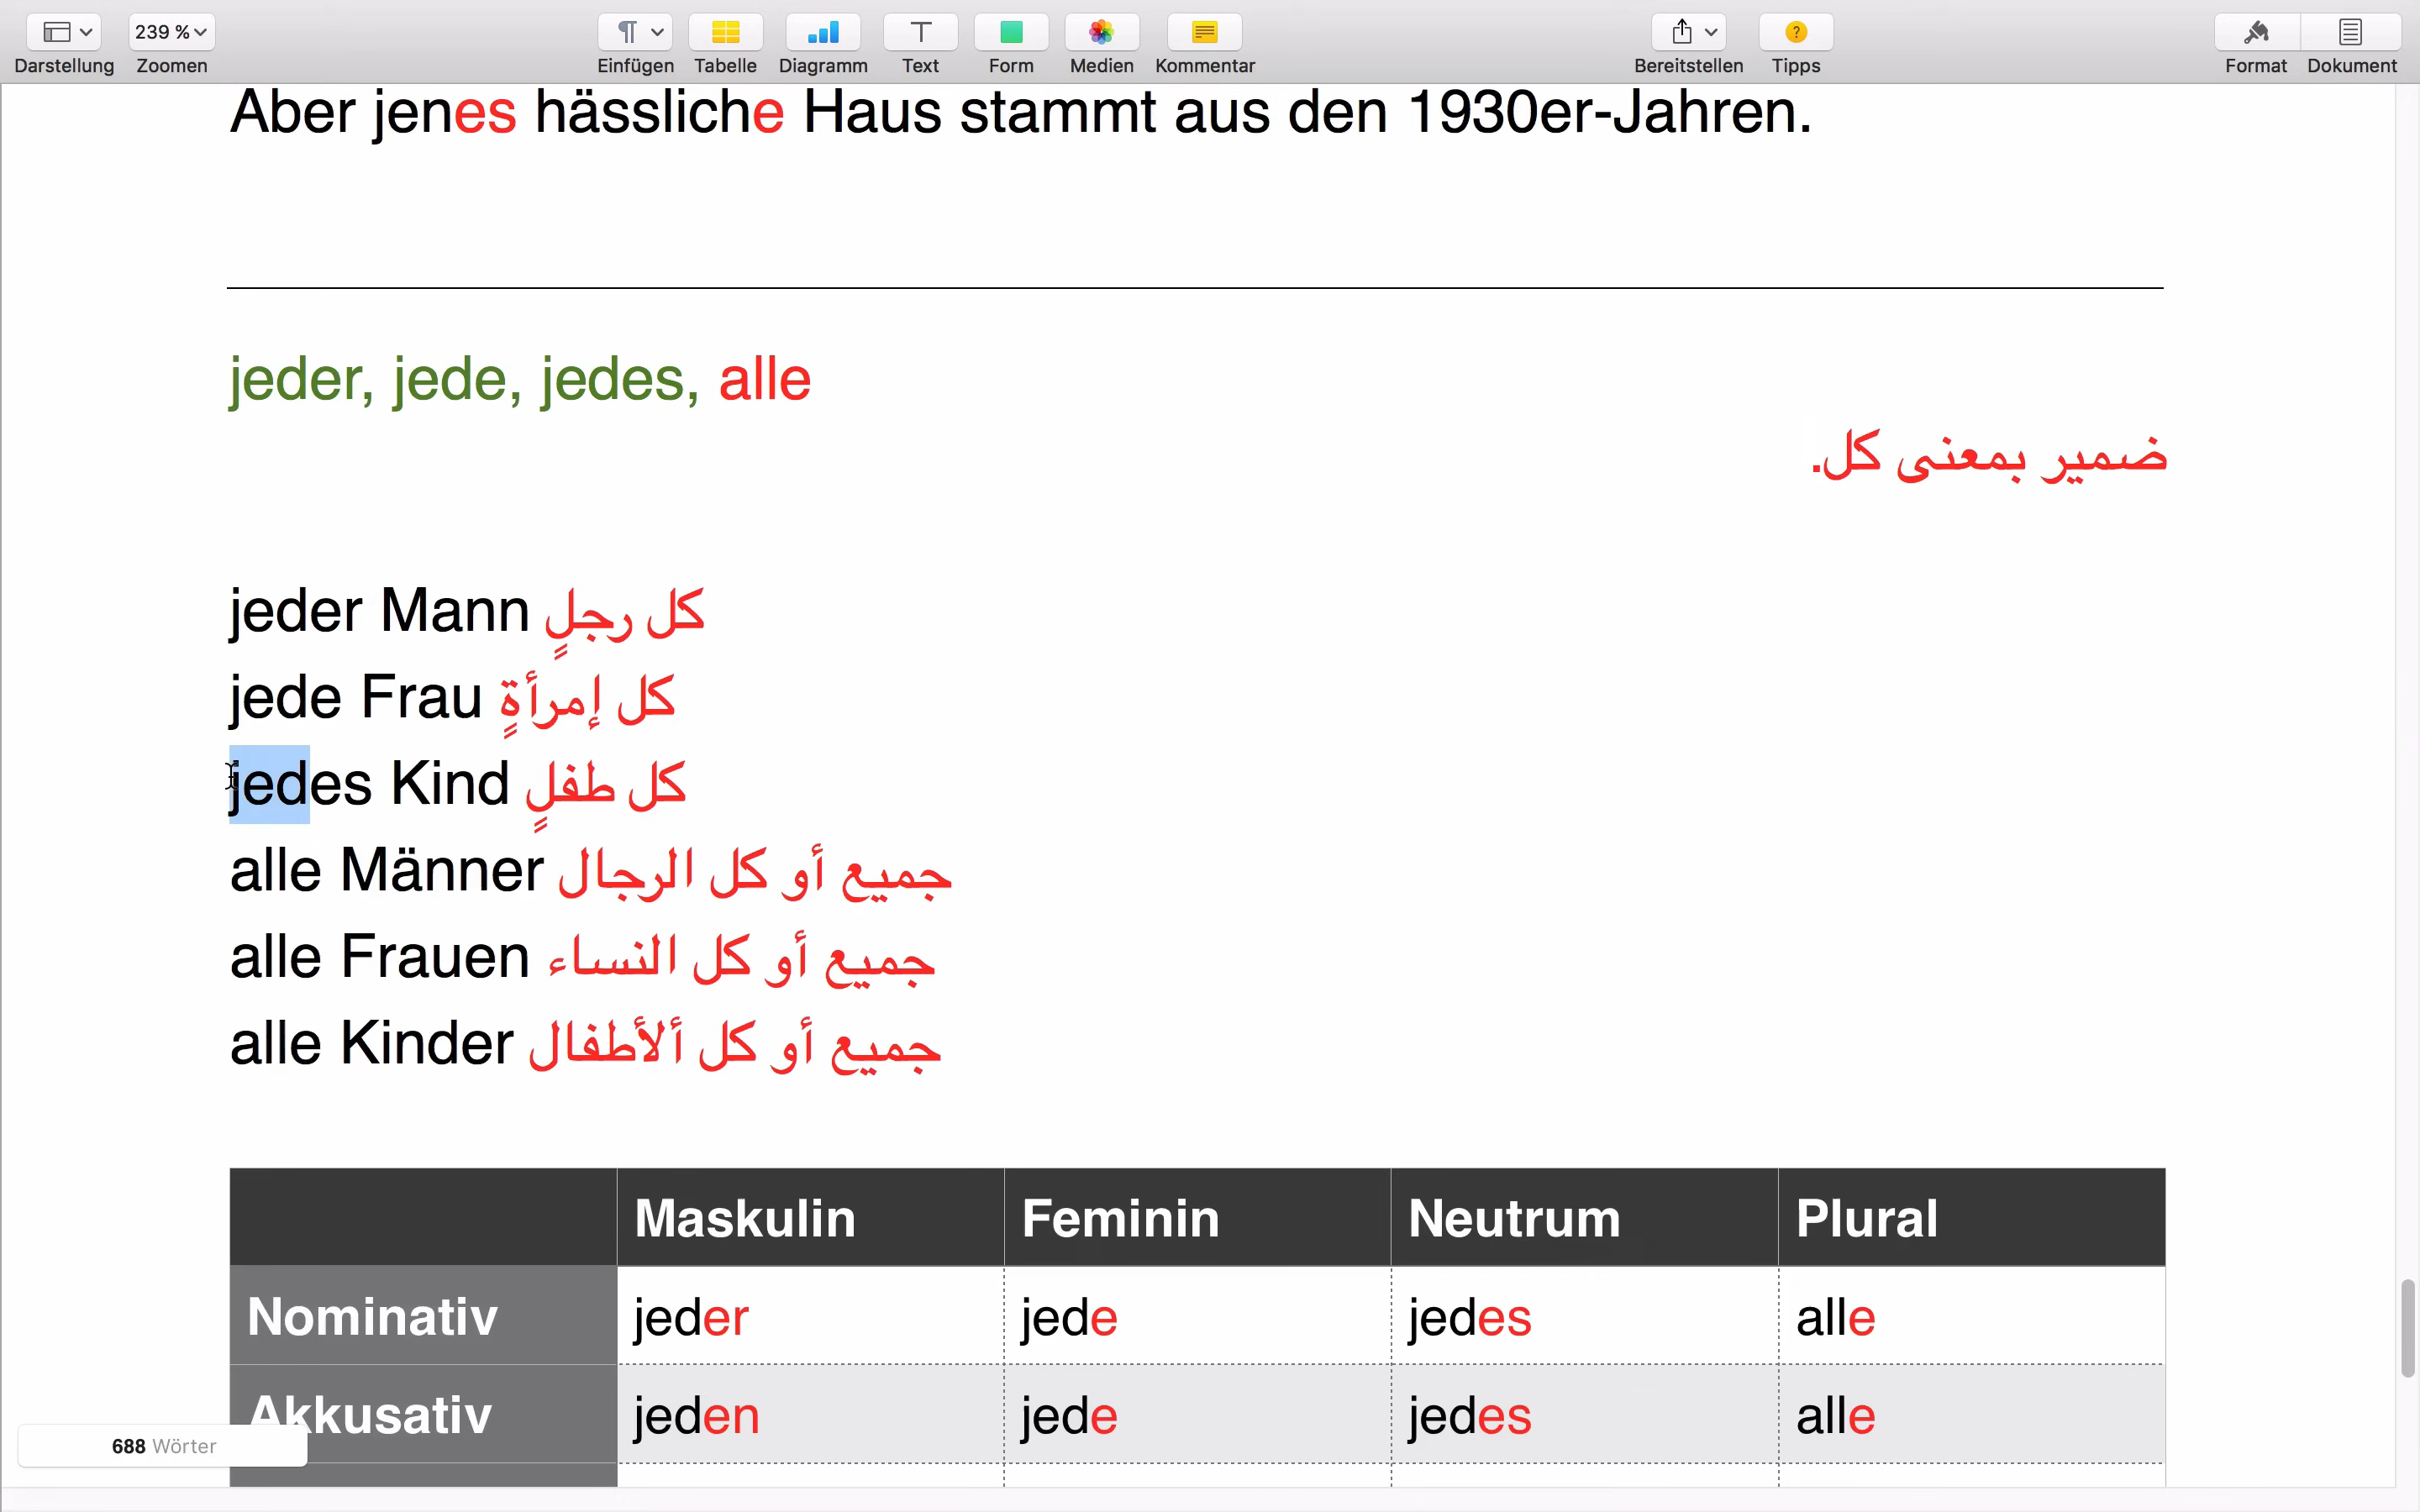 239 %
Darstellung Zoomen Einfügen Tabelle Diagramm Text Form Medien Kommentar Bereitstellen Tipps Format Dokument
Aber jenes hässliche Haus stammt aus den 1930er-Jahren.
jeder, jede, jedes, alle
ضمير بمعنى كل.
jeder Mann كل رجلٍ
jede Frau كل إمرأةٍ
jedes Kind كل طفلٍ
alle Männer جميع أو كل الرجال
alle Frauen جميع أو كل النساء
alle Kinder جميع أو كل ألأطفال
Maskulin Feminin Neutrum Plural
Nominativ jeder jede jedes alle
Akkusativ jeden jede jedes alle
688 Wörter